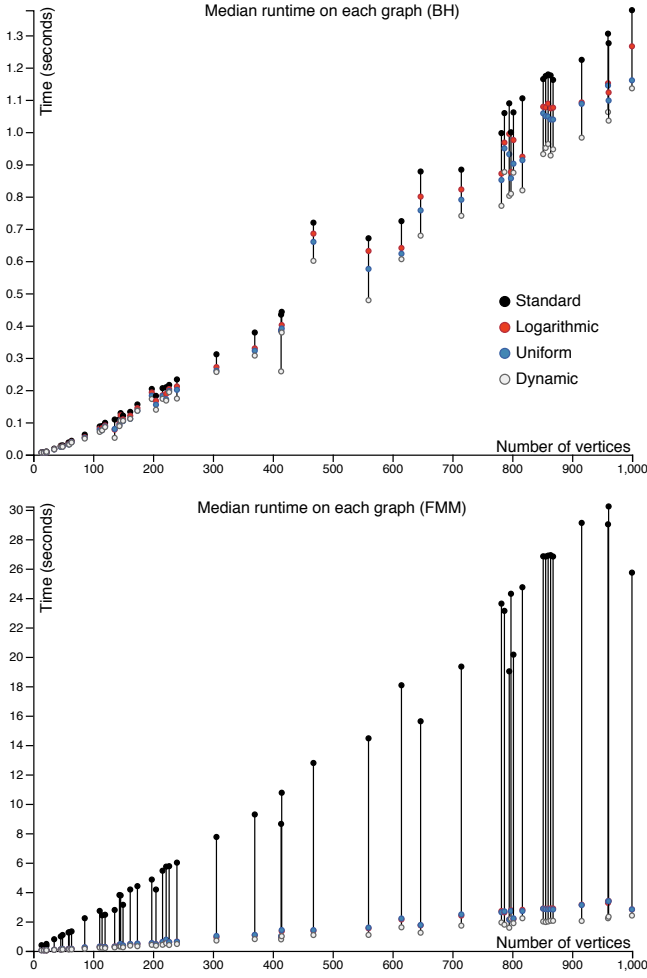 Median runtime on each graph (BH)
Time (seconds)
1.3
1.2
1.1
1.0
0.9
0.8
0.7
0.6
0.5
0.4
0.3
0.2
0.1
0.0
Standard
Logarithmic
Uniform
Dynamic
Number of vertices
0 100 200 300 400 500 600 700 800 900 1,000
Median runtime on each graph (FMM)
Time (seconds)
30
28
26
24
22
20
18
16
14
12
10
8
6
4
2
0
Number of vertices
0 100 200 300 400 500 600 700 800 900 1,000